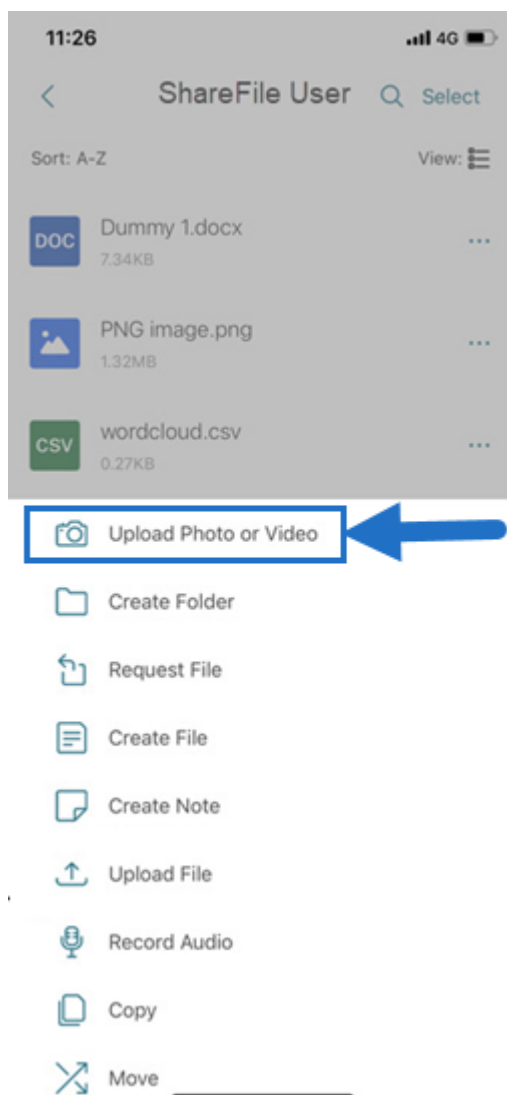 11:26 4G
ShareFile User Select
Sort: A-Z View:
DOC Dummy 1.docx
7.34KB
PNG image.png
1.32MB
CSV wordcloud.csv
0.27KB
Upload Photo or Video
Create Folder
Request File
Create File
Create Note
Upload File
Record Audio
Copy
Move